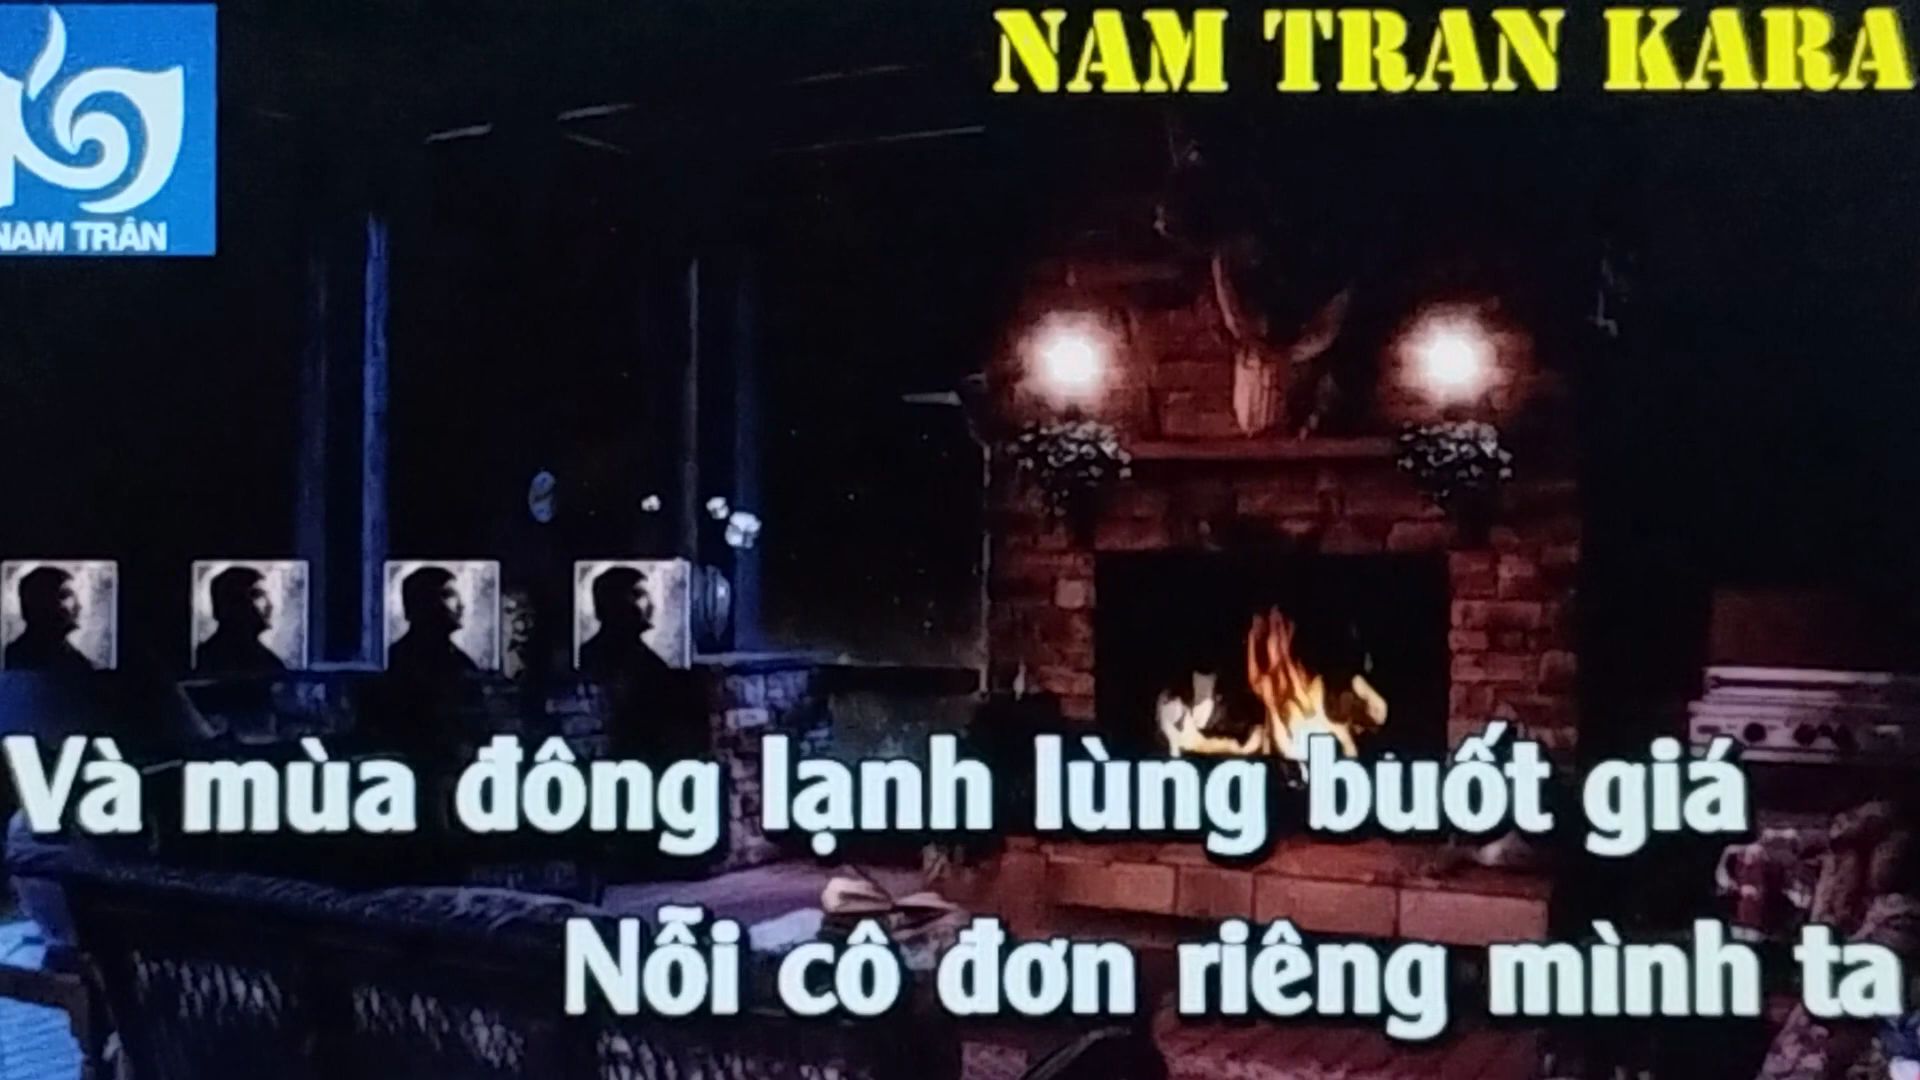 NAM TRAN KARA
NAM TRÂN
Và mùa đông lạnh lùng buốt giá
Nỗi cô đơn riêng mình ta